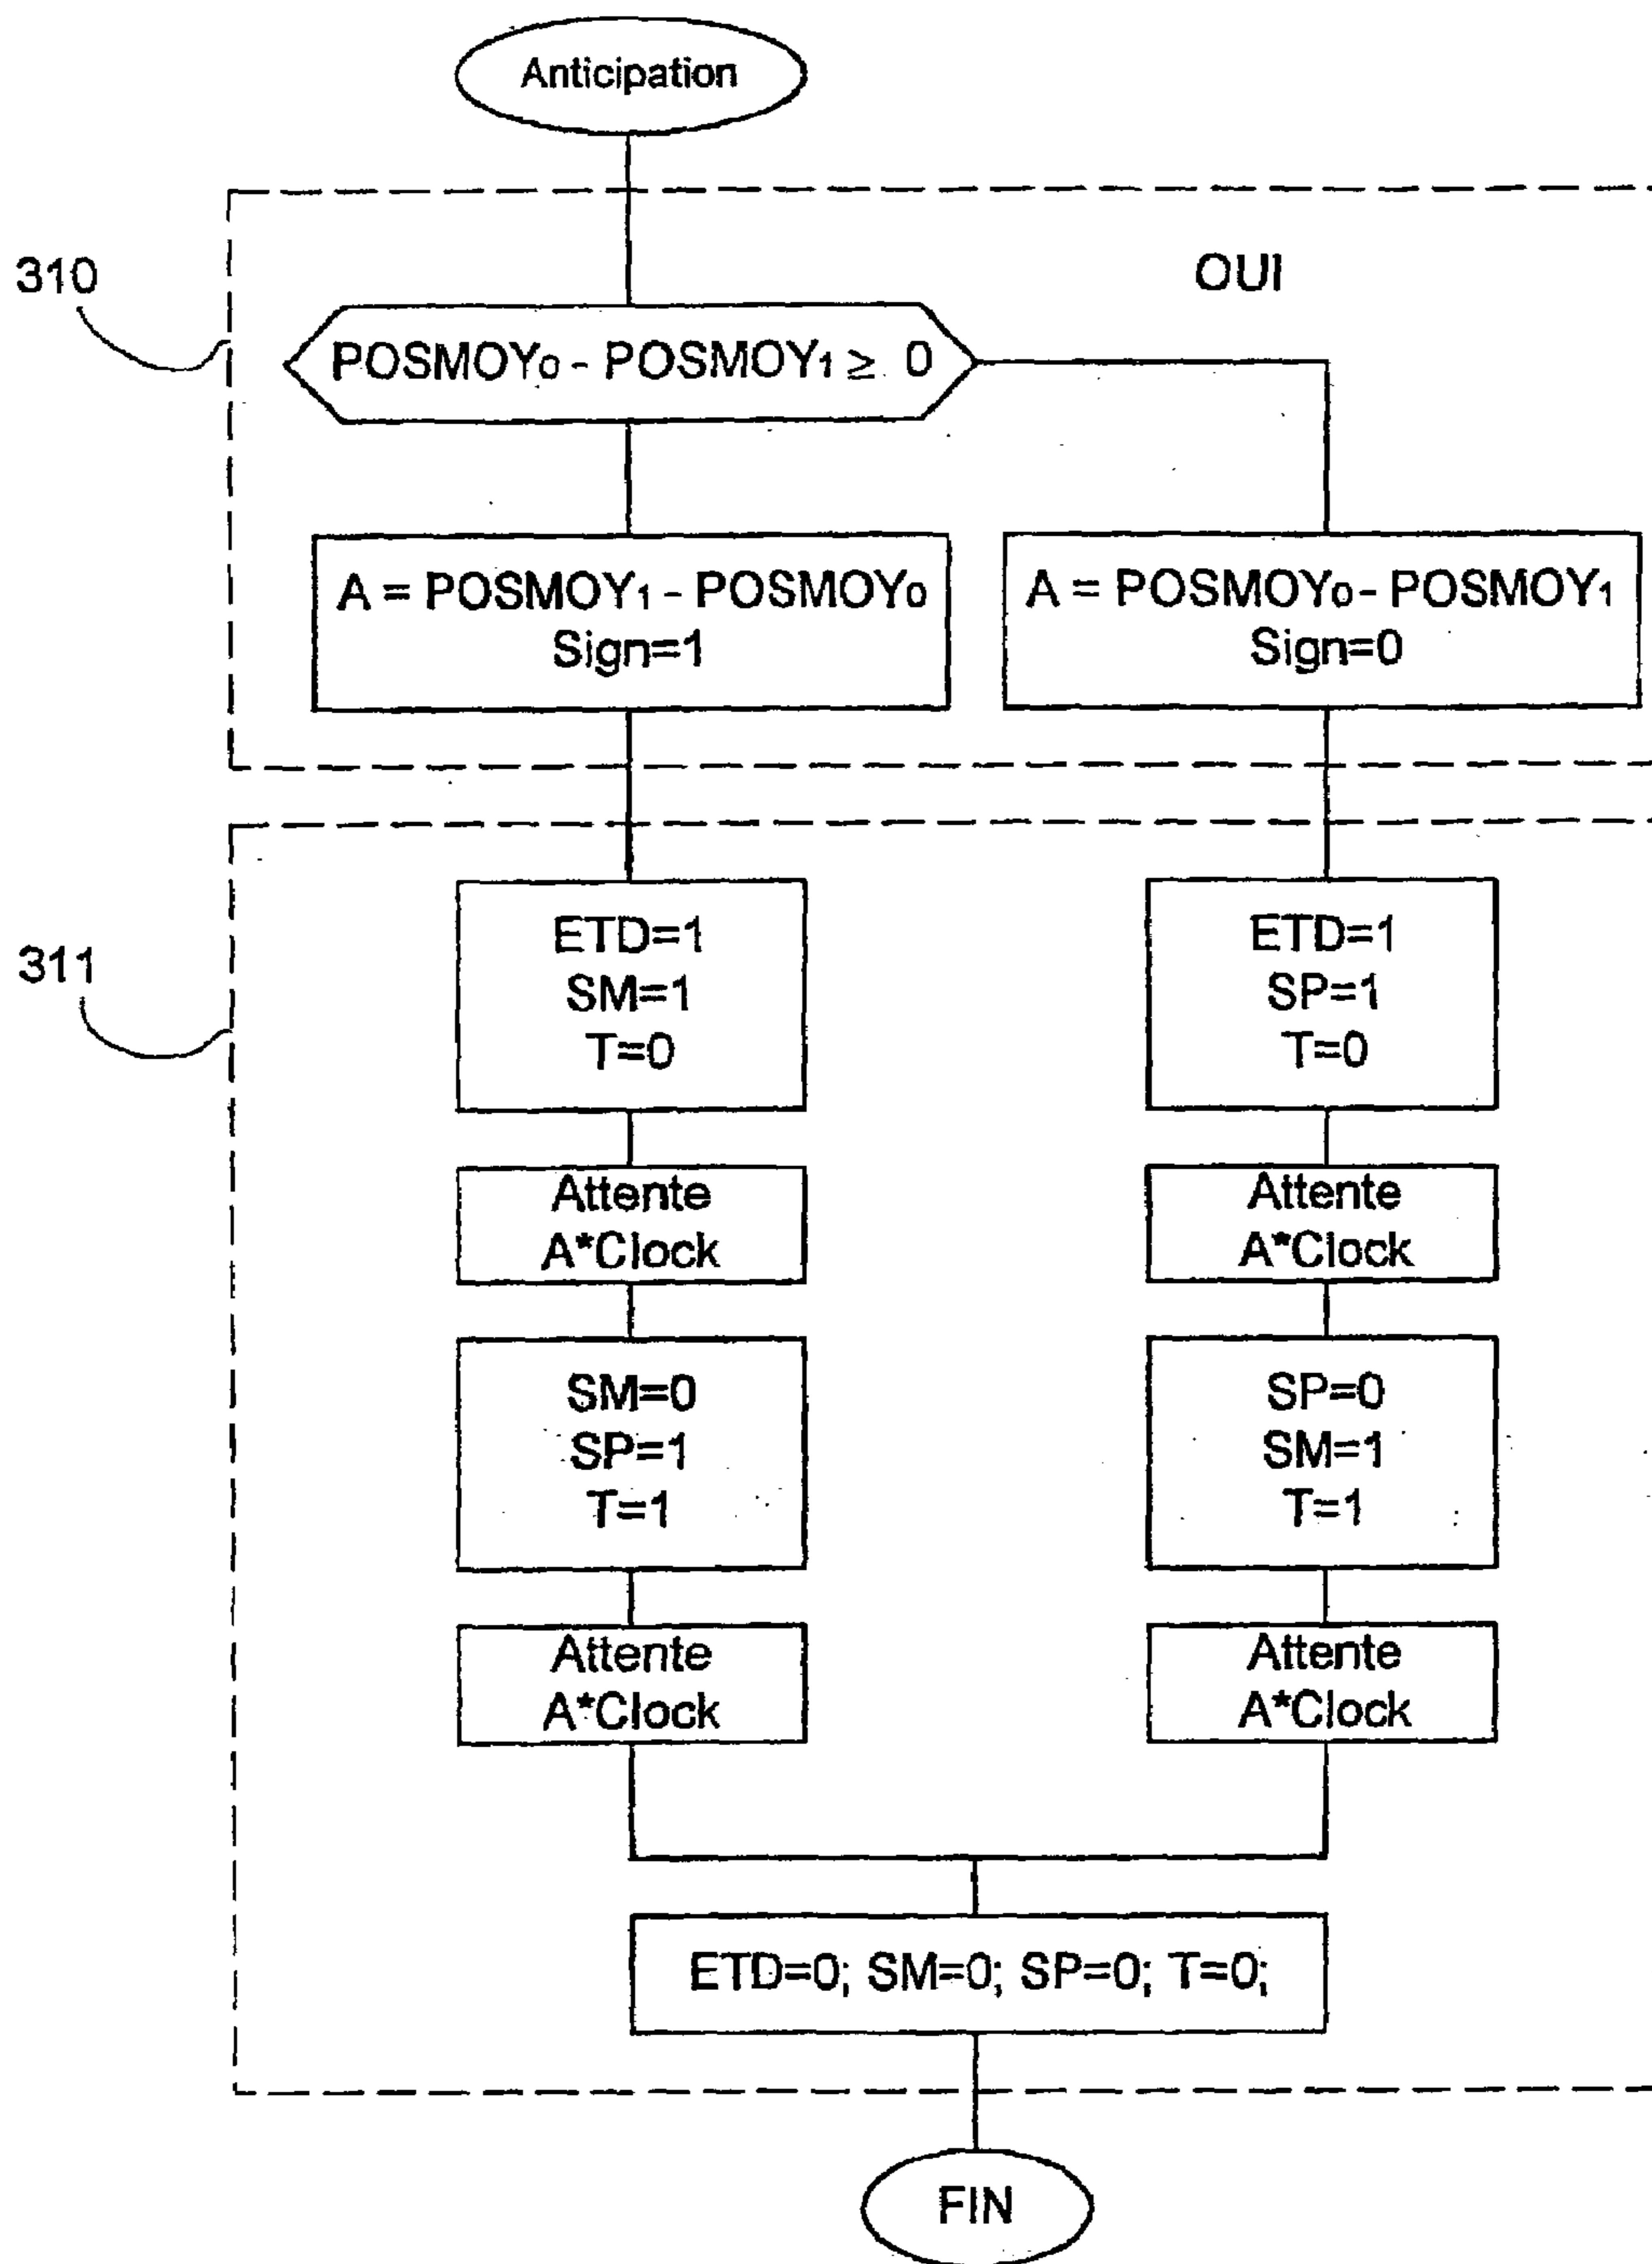 Anticipation
310
OUI
POSMOY₀ - POSMOY₁ ≥ 0
A = POSMOY₁ - POSMOY₀
Sign=1
A = POSMOY₀ - POSMOY₁
Sign=0
311
ETD=1
SM=1
T=0
ETD=1
SP=1
T=0
Attente
A*Clock
Attente
A*Clock
SM=0
SP=1
T=1
SP=0
SM=1
T=1
Attente
A*Clock
Attente
A*Clock
ETD=0; SM=0; SP=0; T=0;
FIN